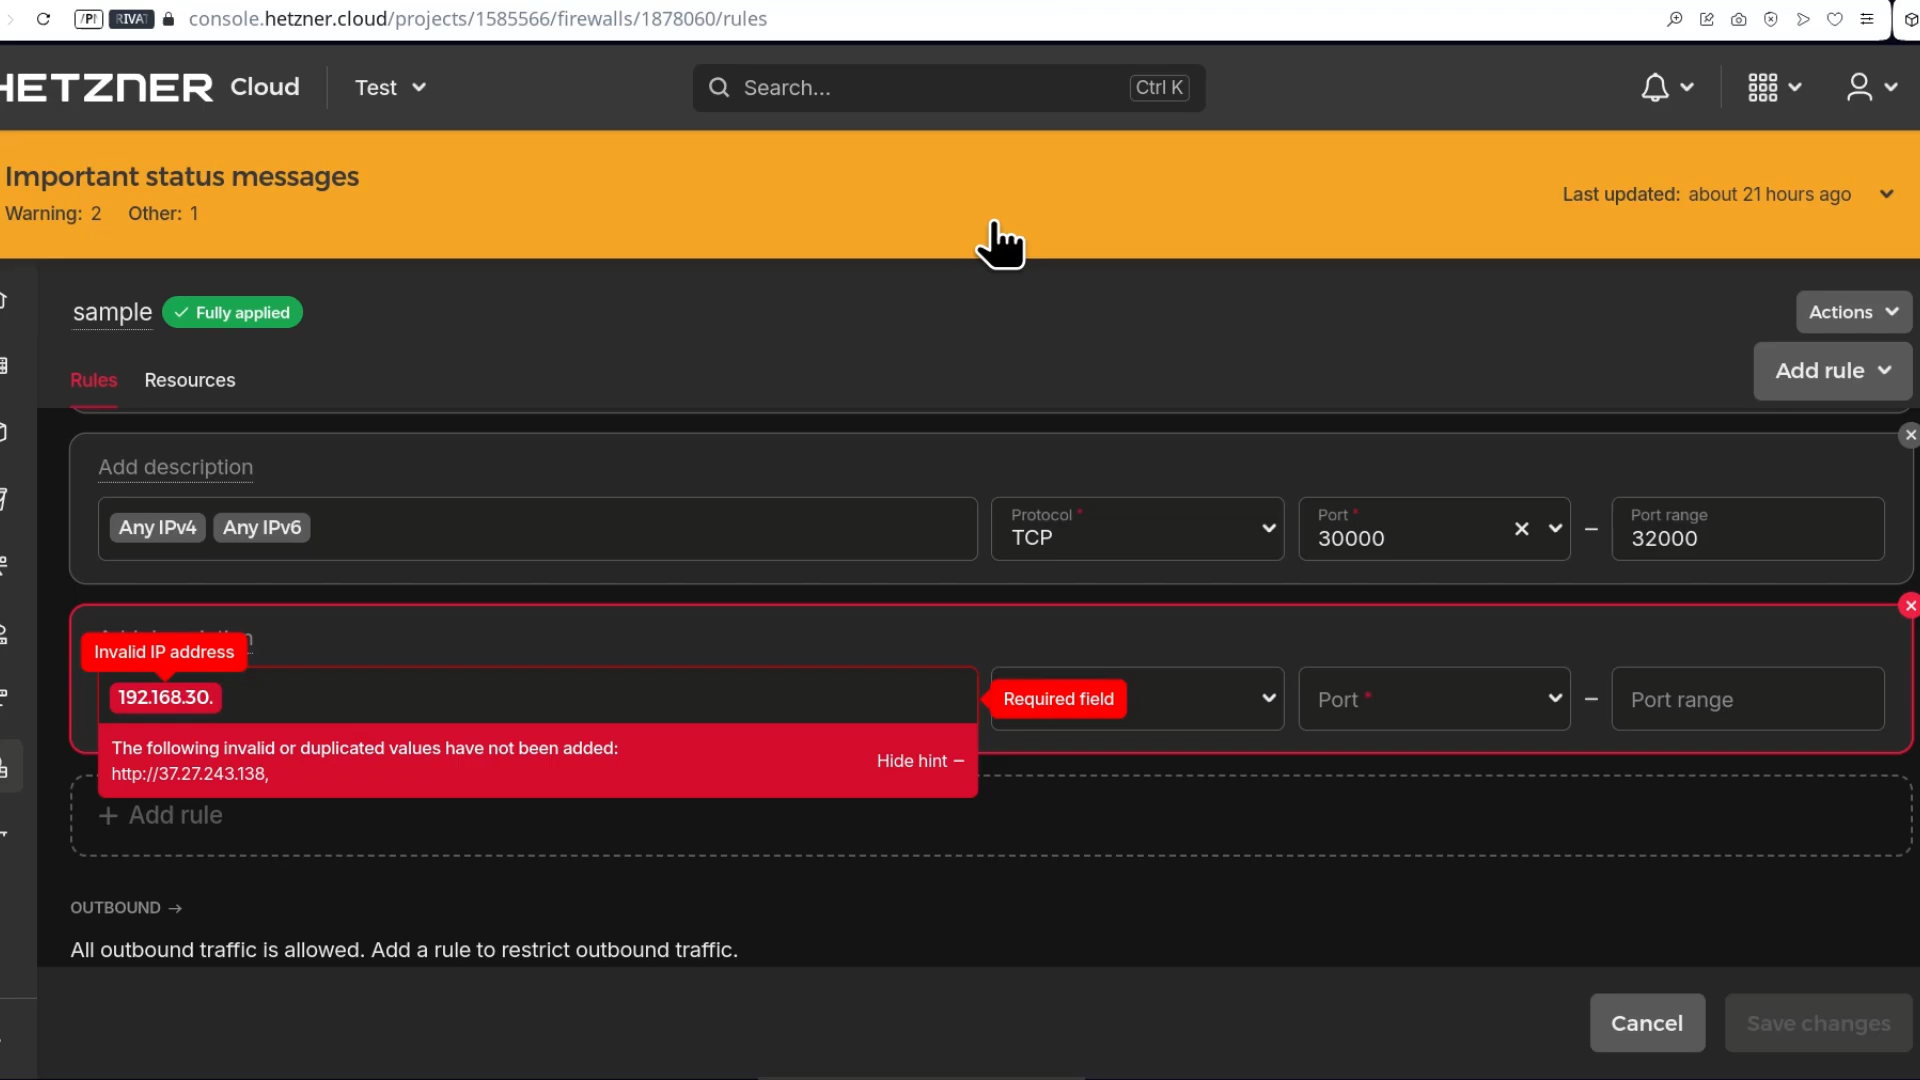 /PI RIVAT console.hetzner.cloud/projects/1585566/firewalls/1878060/rules
HETZNER Cloud Test Search... Ctrl K
Important status messages
Warning: 2 Other: 1
Last updated: about 21 hours ago
sample Fully applied
Actions
Rules Resources
Add rule
Add description
Any IPv4 Any IPv6
Protocol *
TCP
Port *
30000
–
Port range
32000
Invalid IP address
192.168.30.
Required field
Port *
–
Port range
The following invalid or duplicated values have not been added:
http://37.27.243.138,
Hide hint –
+ Add rule
OUTBOUND →
All outbound traffic is allowed. Add a rule to restrict outbound traffic.
Cancel Save changes